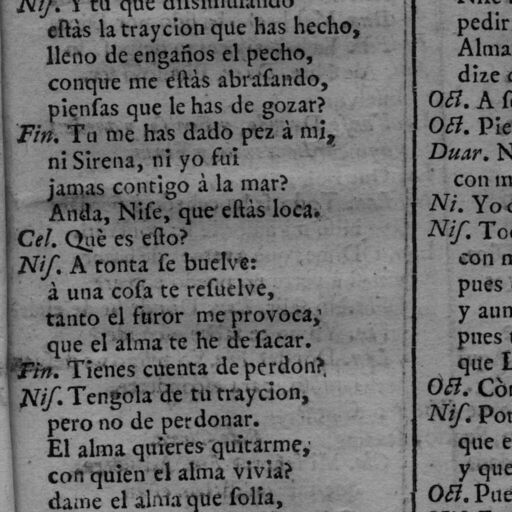 Nis. Y tu que dissimulando
estàs la traycion que has hecho,
lleno de engaños el pecho,
conque me estàs abrasando,
piensas que le has de gozar?
Fin. Tu me has dado pez à mi,
ni Sirena, ni yo fui
jamas contigo à la mar?
Anda, Nise, que estàs loca.
Cel. Què es esto?
Nis. A tonta se buelve:
à una cosa te resuelve,
tanto el furor me provoca,
que el alma te he de sacar.
Fin. Tienes cuenta de perdon?
Nis. Tengola de tu traycion,
pero no de perdonar.
El alma quieres quitarme,
con quien el alma vivia?
dame el alma que solia,
pedir
Alma
dize
Oct. A
Oct. Pie
Duar.
con
Ni. Yo
Nis.
con
pues
y aun
pues
que
Oct.
Nis. Por
que
y que
Oct. Pue